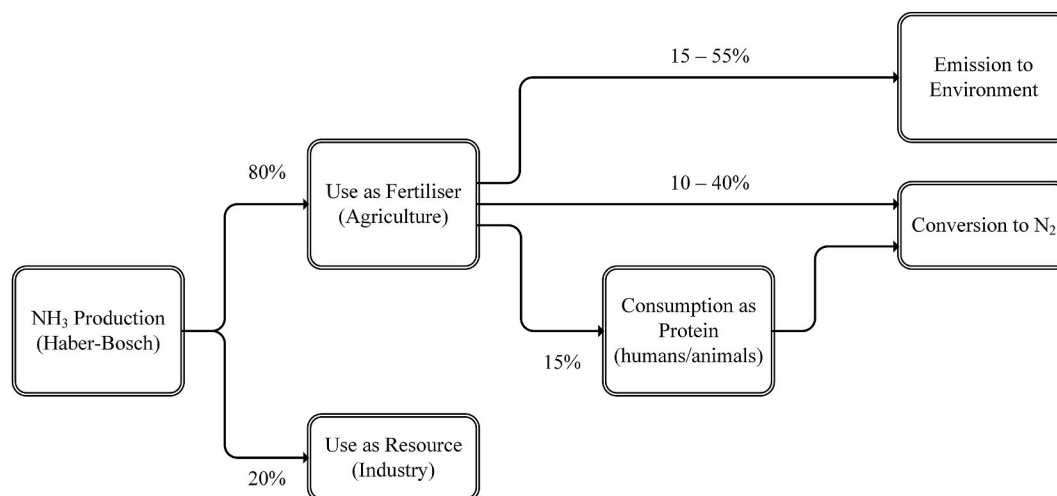 15 – 55%
Emission to
Environment
80%
Use as Fertiliser
(Agriculture)
10 – 40%
Conversion to N₂
NH₃ Production
(Haber-Bosch)
Consumption as
Protein
(humans/animals)
15%
Use as Resource
(Industry)
20%